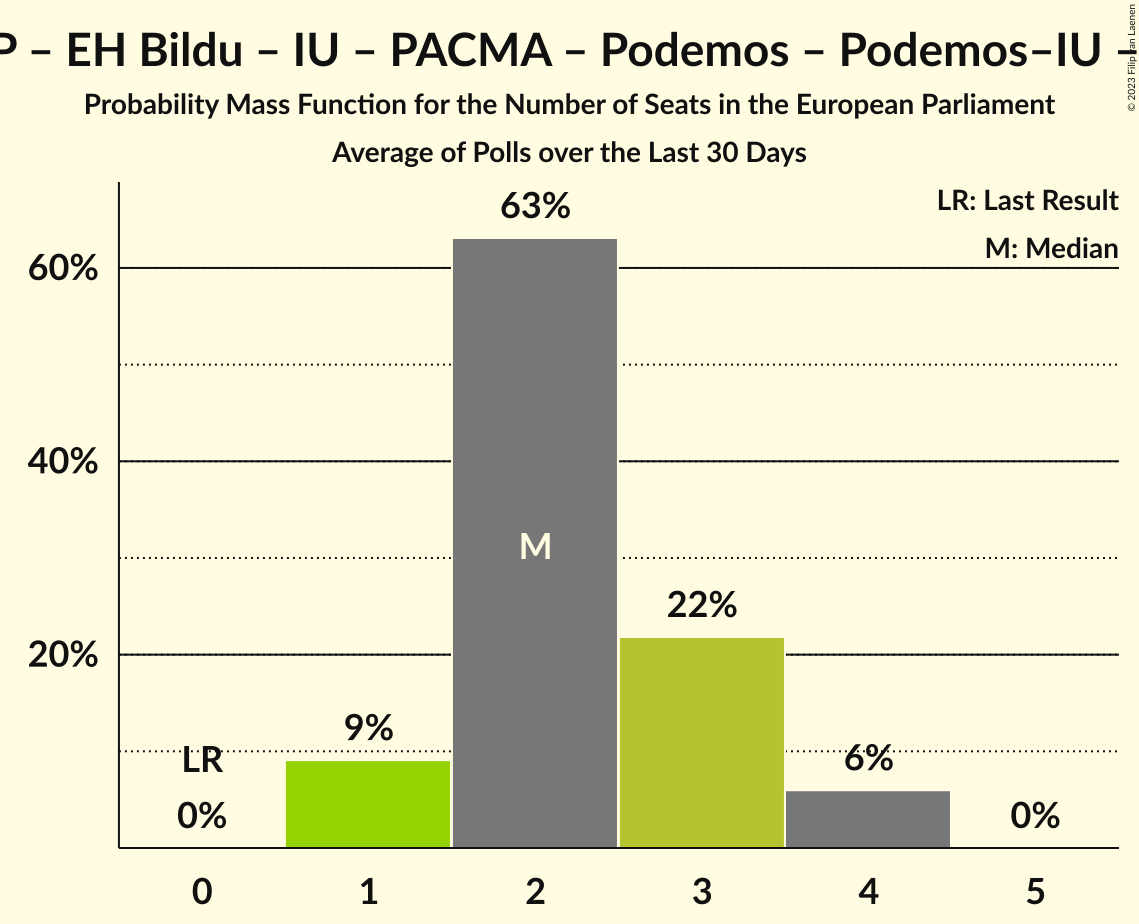 P – EH Bildu – IU – PACMA – Podemos – Podemos–IU –
Probability Mass Function for the Number of Seats in the European Parliament
Average of Polls over the Last 30 Days
© 2023 Filip van Laenen
LR: Last Result
M: Median
63%
60%
40%
M
22%
20%
9%
LR
6%
0%
0%
0 1 2 3 4 5